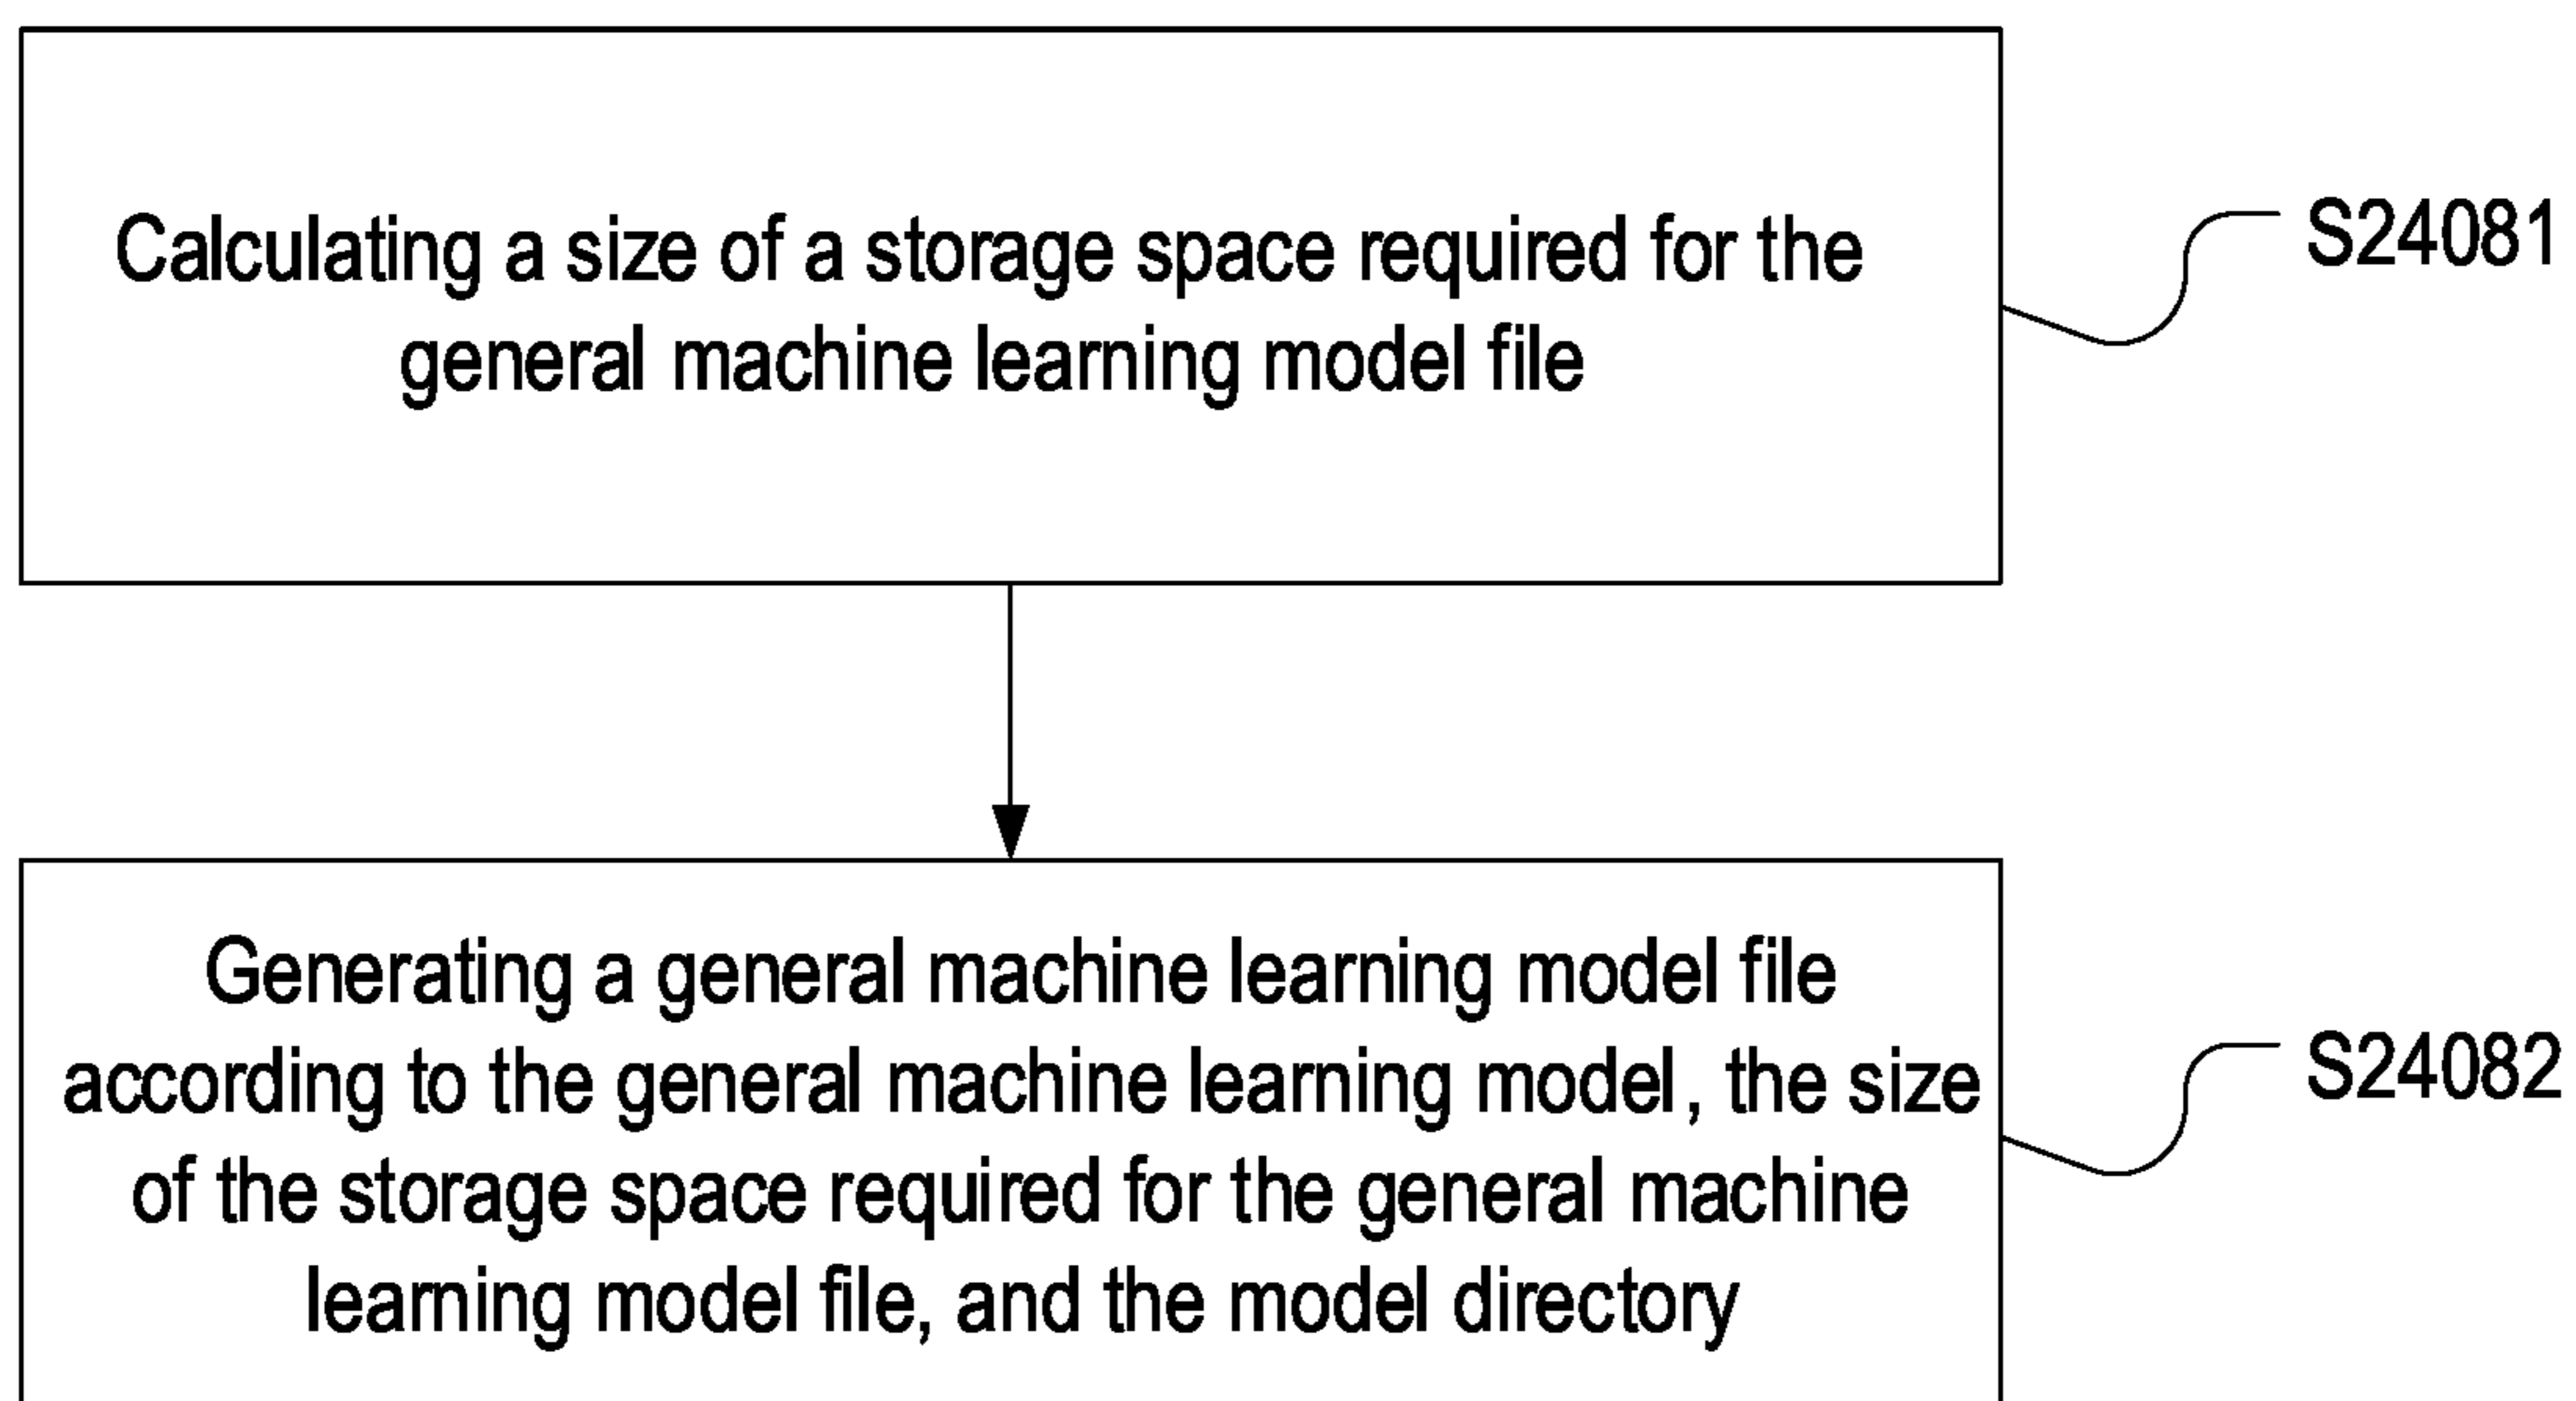 Calculating a size of a storage space required for the
general machine learning model file
S24081
Generating a general machine learning model file
according to the general machine learning model, the size
of the storage space required for the general machine
learning model file, and the model directory
S24082